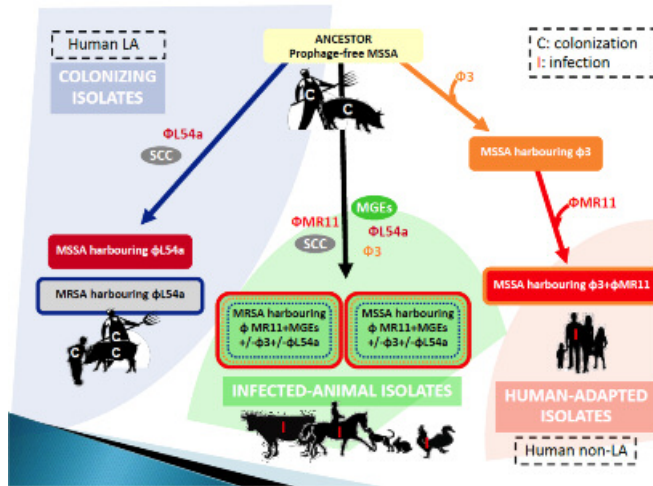 Human LA
COLONIZING
ISOLATES
ANCESTOR
Prophage-free MSSA
C: colonization
I: infection
C
C
Φ3
ΦL54a
SCC
MSSA harbouring ϕ3
MGEs
ΦMR11
ΦL54a
SCC
Φ3
ΦMR11
MSSA harbouring ϕL54a
MRSA harbouring ϕL54a
MRSA harbouring
ϕ MR11+MGEs
+/-ϕ3+/-ϕL54a
MSSA harbouring
ϕ MR11+MGEs
+/-ϕ3+/-ϕL54a
MSSA harbouring ϕ3+ϕMR11
C
C
C
I
INFECTED-ANIMAL ISOLATES
I
I
I
HUMAN-ADAPTED
ISOLATES
Human non-LA